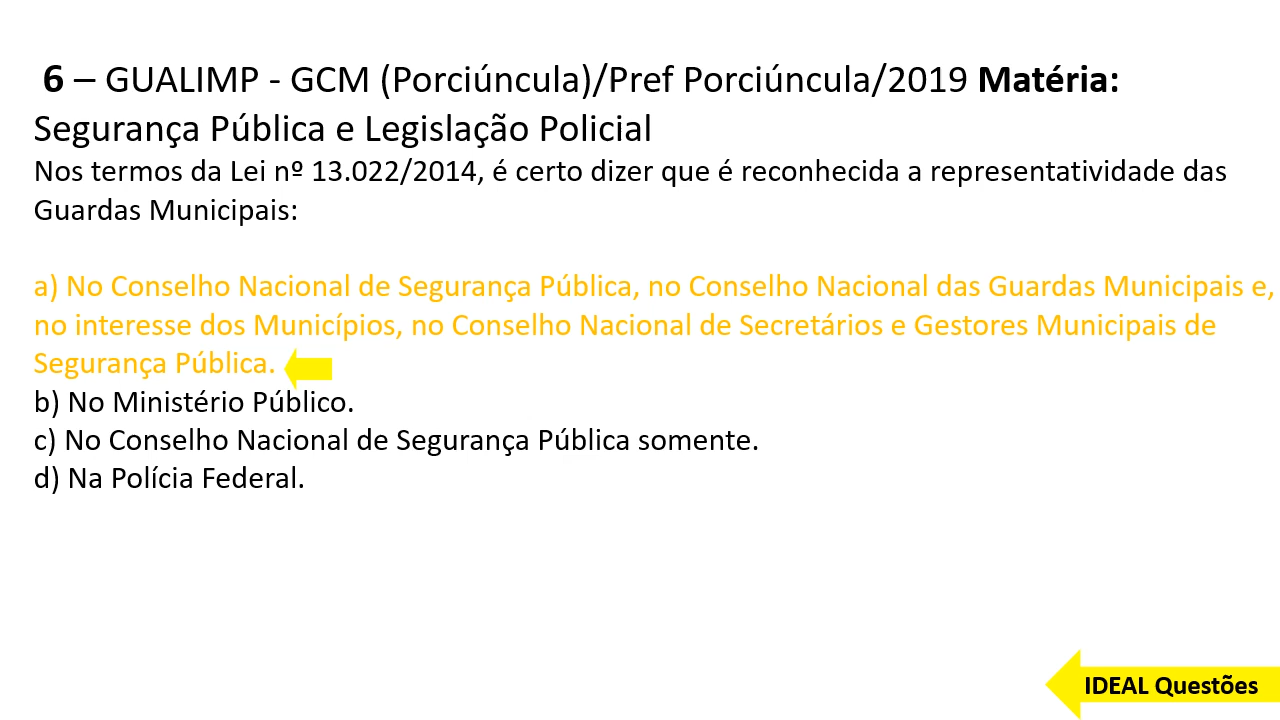 6 – GUALIMP - GCM (Porciúncula)/Pref Porciúncula/2019 Matéria:
Segurança Pública e Legislação Policial
Nos termos da Lei nº 13.022/2014, é certo dizer que é reconhecida a representatividade das
Guardas Municipais:
a) No Conselho Nacional de Segurança Pública, no Conselho Nacional das Guardas Municipais e,
no interesse dos Municípios, no Conselho Nacional de Secretários e Gestores Municipais de
Segurança Pública.
b) No Ministério Público.
c) No Conselho Nacional de Segurança Pública somente.
d) Na Polícia Federal.
IDEAL Questões